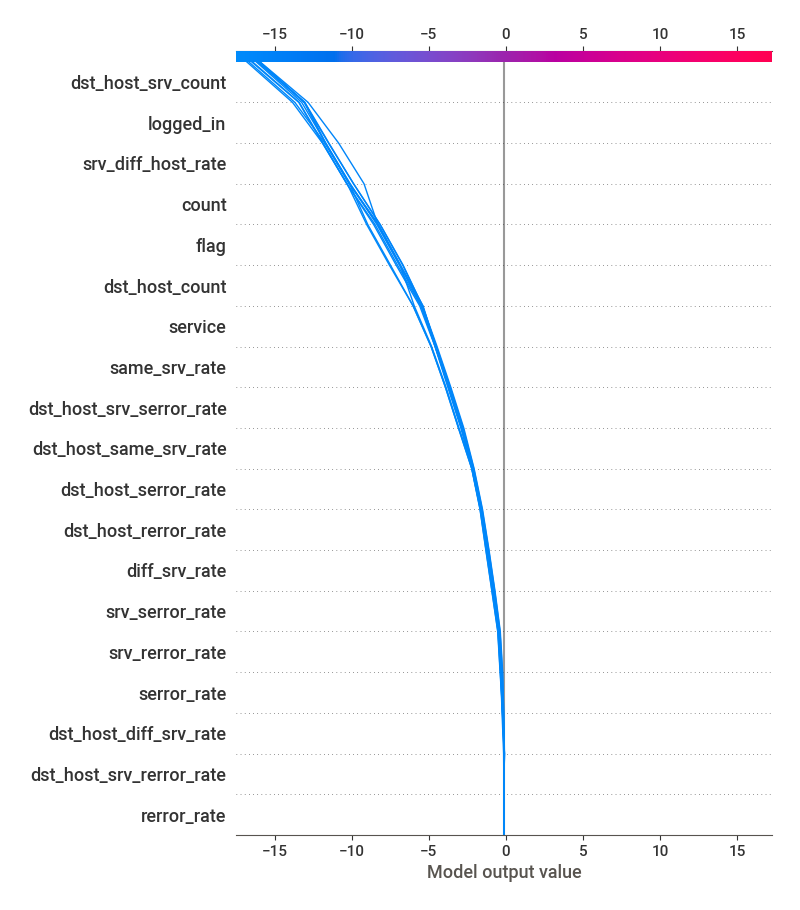 −15 −10 −5 0 5 10 15
dst_host_srv_count
logged_in
srv_diff_host_rate
count
flag
dst_host_count
service
same_srv_rate
dst_host_srv_serror_rate
dst_host_same_srv_rate
dst_host_serror_rate
dst_host_rerror_rate
diff_srv_rate
srv_serror_rate
srv_rerror_rate
serror_rate
dst_host_diff_srv_rate
dst_host_srv_rerror_rate
rerror_rate
−15 −10 −5 0 5 10 15
Model output value